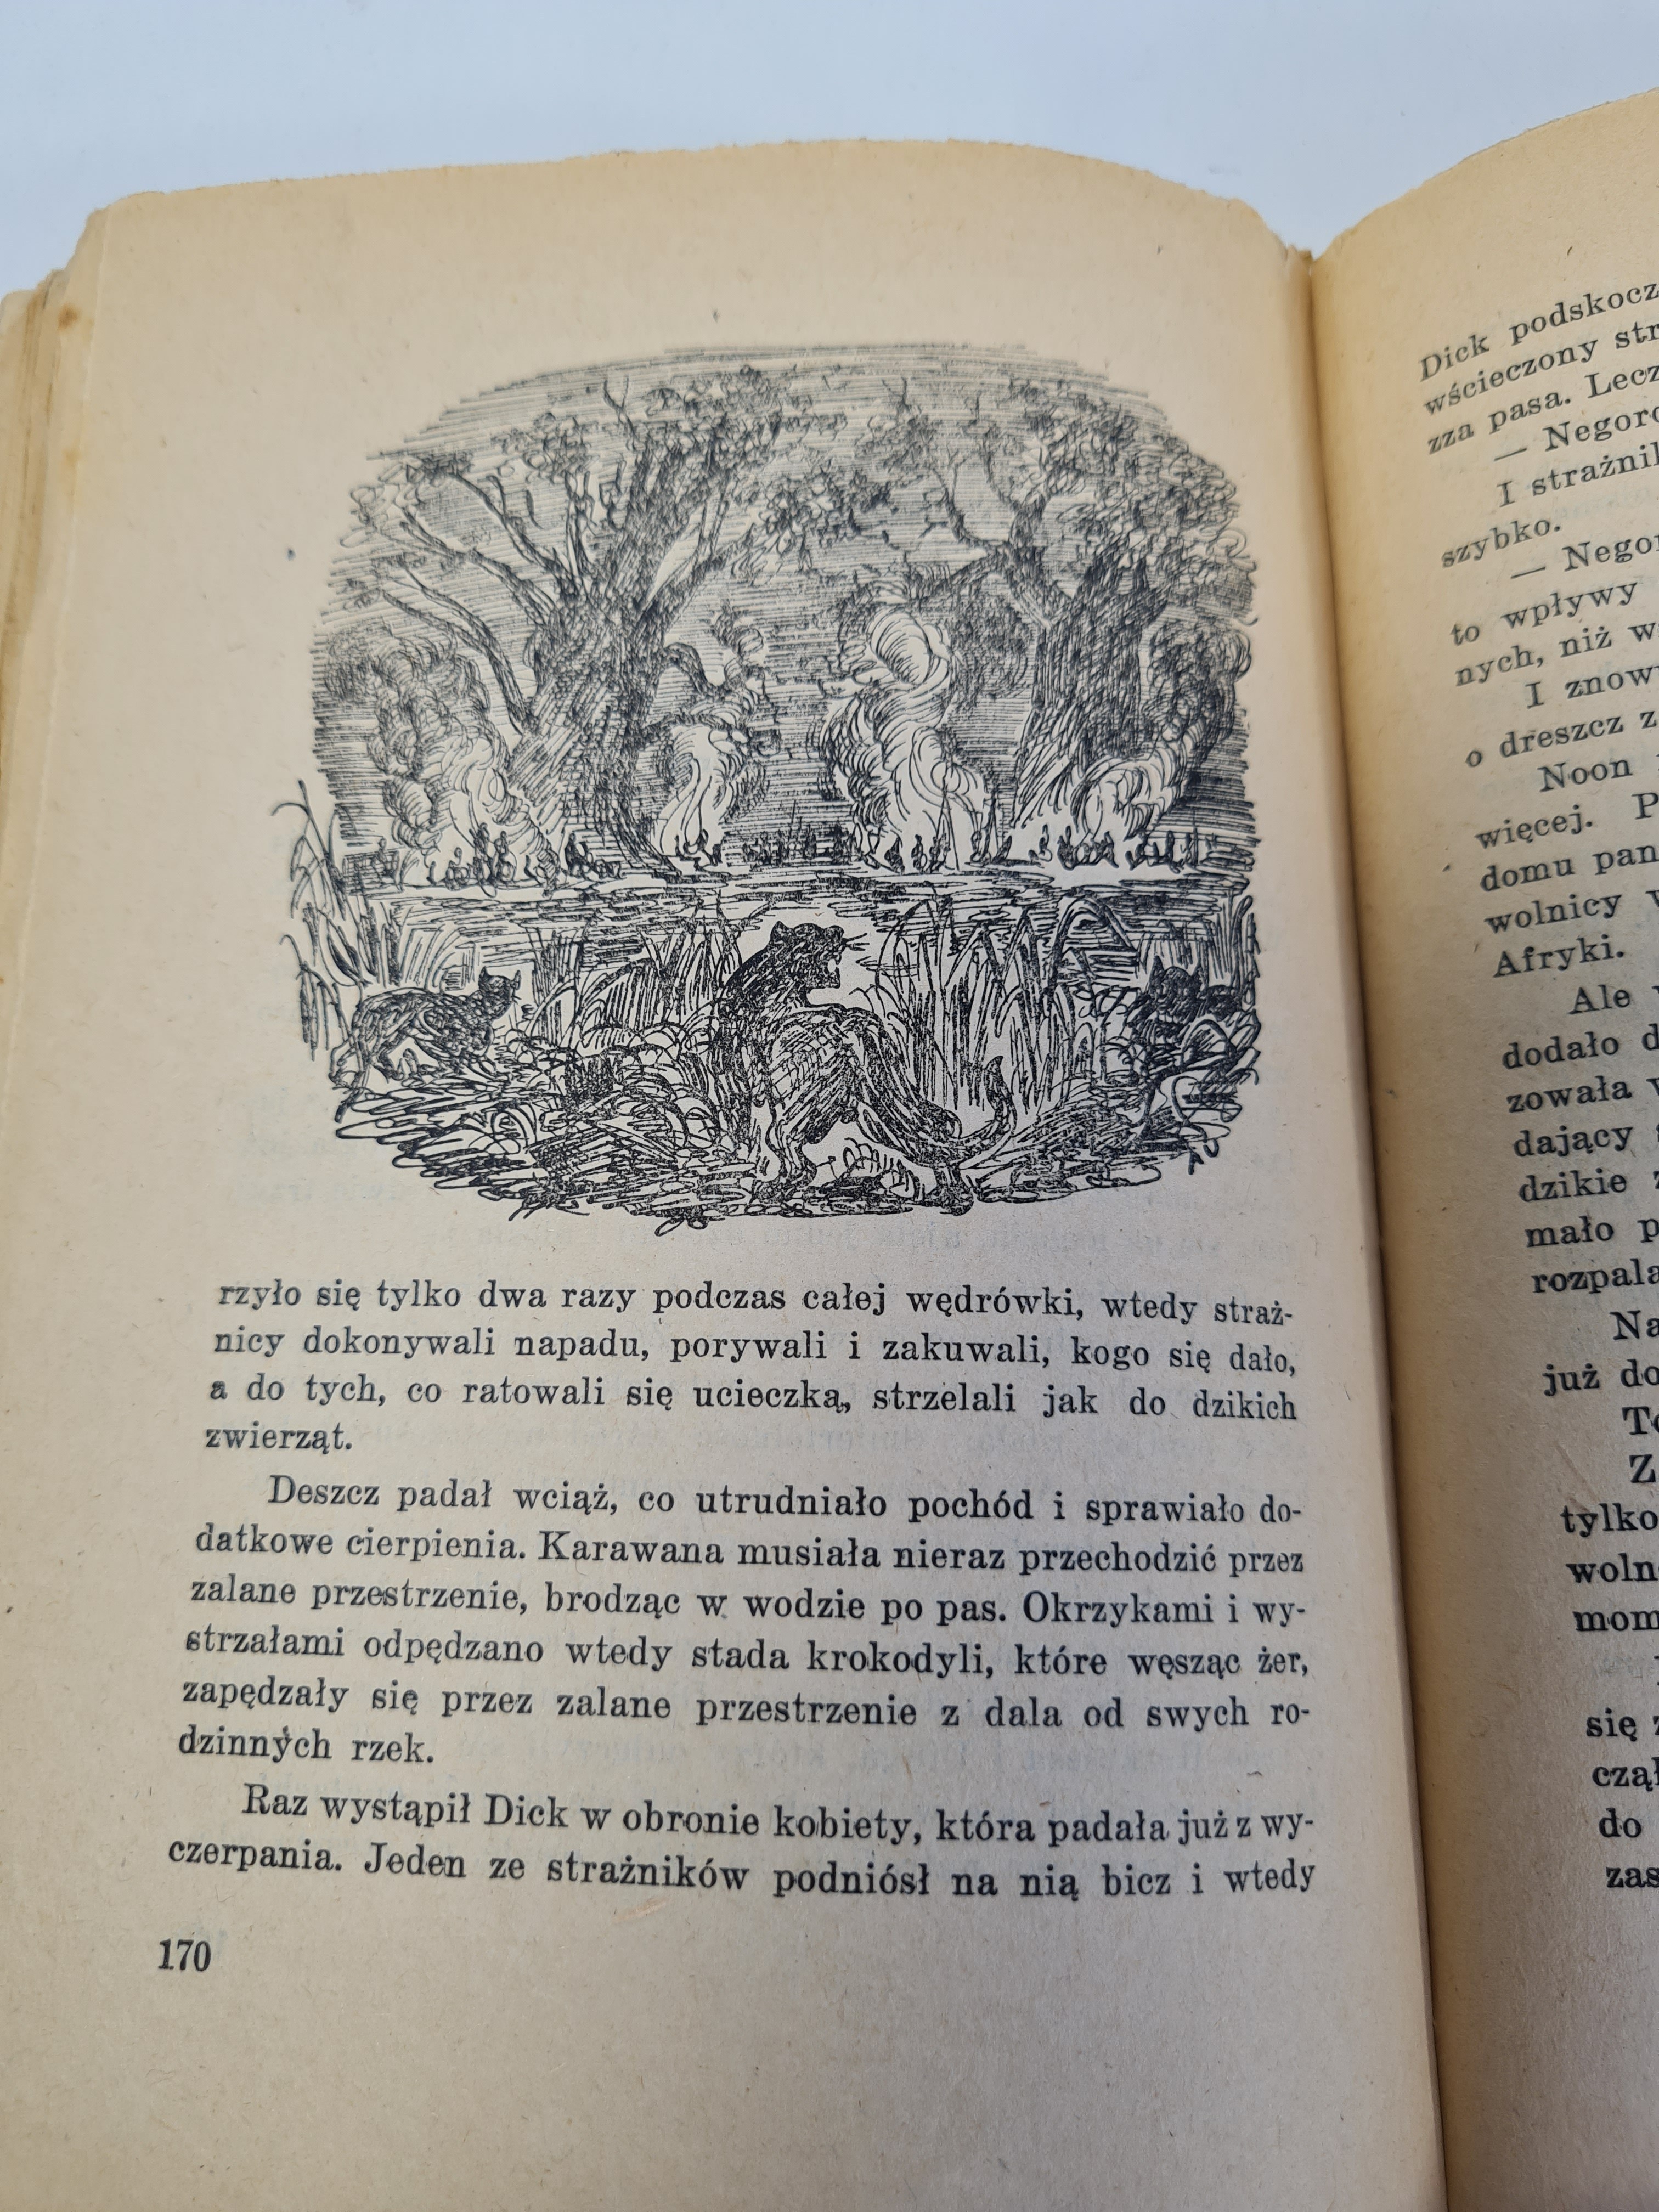 rzyło się tylko dwa razy podczas całej wędrówki, wtedy straż-
nicy dokonywali napadu, porywali i zakuwali, kogo się dało,
a do tych, co ratowali się ucieczką, strzelali jak do dzikich
zwierząt.
Deszcz padał wciąż, co utrudniało pochód i sprawiało do-
datkowe cierpienia. Karawana musiała nieraz przechodzić przez
zalane przestrzenie, brodząc w wodzie po pas. Okrzykami i wy-
strzałami odpędzano wtedy stada krokodyli, które węsząc żer,
zapędzały się przez zalane przestrzenie z dala od swych ro-
dzinnych rzek.
Raz wystąpił Dick w obronie kobiety, która padała już z wy-
czerpania. Jeden ze strażników podniósł na nią bicz i wtedy
170
Dick podskocz
wścieczony str
zza pasa. Lecz
— Negoro
I strażnik
szybko.
— Negor
to wpływy
nych, niż w
I znow
o dreszcz z
Noon
więcej. P
domu pan
wolnicy
Afryki.
Ale
dodało d
zowała
dający
dzikie
mało p
rozpala
Na
już do
To
Z
tylko
woln
mom
się
czął
do
zas